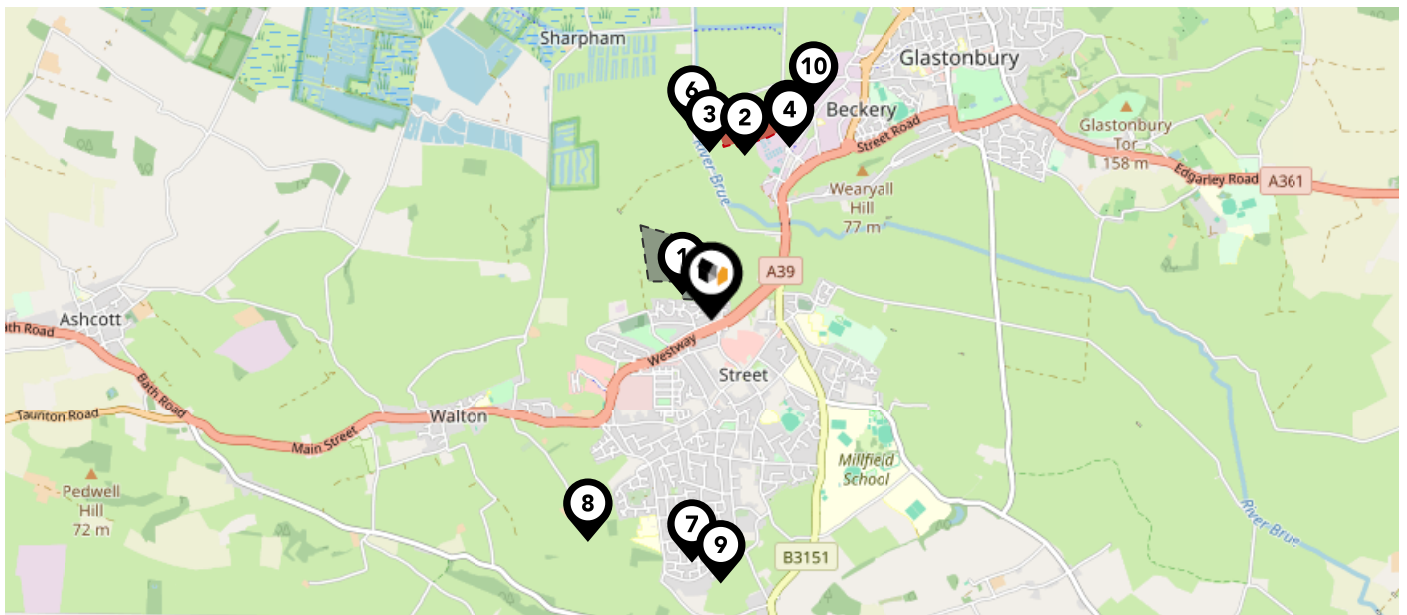 Sharpham
Glastonbury
10
6
3
2
4
Beckery
Street Road
Glastonbury
Tor
158 m
River Brue
Wearyall
Hill
77 m
Edgarley Road
A361
1
A39
Ashcott
ath Road
Westway
Street
Bath Road
Taunton Road
Walton
Main Street
Millfield
School
Pedwell
Hill
72 m
8
7
9
B3151
River Brue